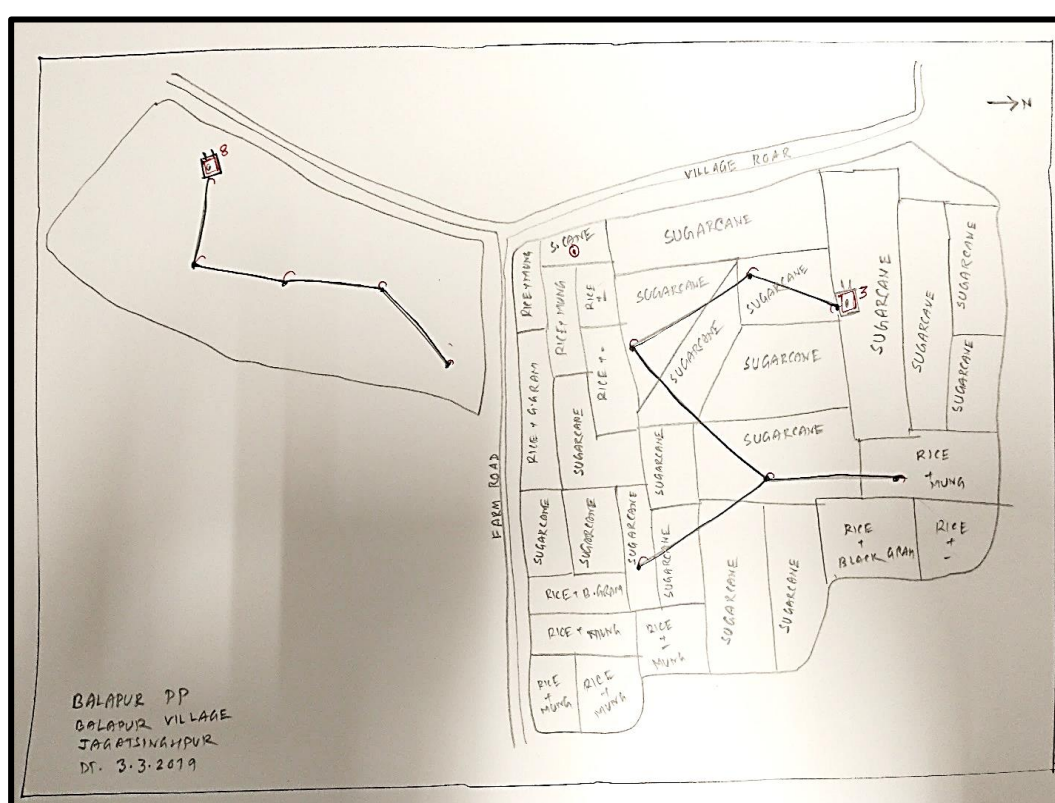 N
8
VILLAGE ROAD
S.CANE
SUGARCANE
RICE + MUNG
RICE + MUNG
RICE + -
SUGARCANE
SUGARCANE
3
SUGARCANE
SUGARCANE
SUGARCANE
RICE + -
SUGARCANE
SUGARCANE
SUGARCANE
RICE + G.GRAM
SUGARCANE
SUGARCANE
SUGARCANE
RICE
+ MUNG
FARM ROAD
SUGARCANE
SUGARCANE
SUGARCANE
SUGARCANE
SUGARCANE
SUGARCANE
RICE
+
BLACK GRAM
RICE
+
-
RICE + B.GRAM
RICE + MUNG
RICE
+
MUNG
RICE
+
MUNG
RICE
+
MUNG
BALAPUR PP
BALAPUR VILLAGE
JAGATSINGHPUR
DT. 3.3.2019